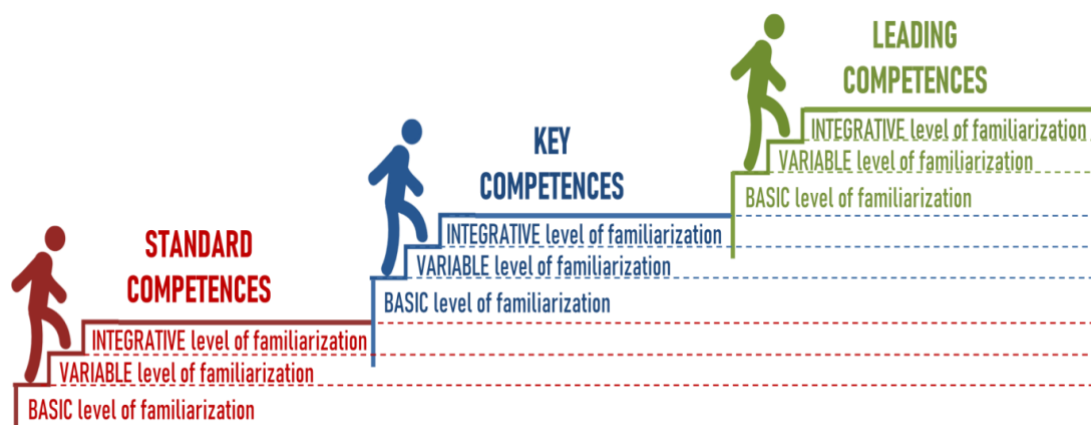 STANDARD
COMPETENCES
INTEGRATIVE level of familiarization
VARIABLE level of familiarization
BASIC level of familiarization
KEY
COMPETENCES
INTEGRATIVE level of familiarization
VARIABLE level of familiarization
BASIC level of familiarization
LEADING
COMPETENCES
INTEGRATIVE level of familiarization
VARIABLE level of familiarization
BASIC level of familiarization